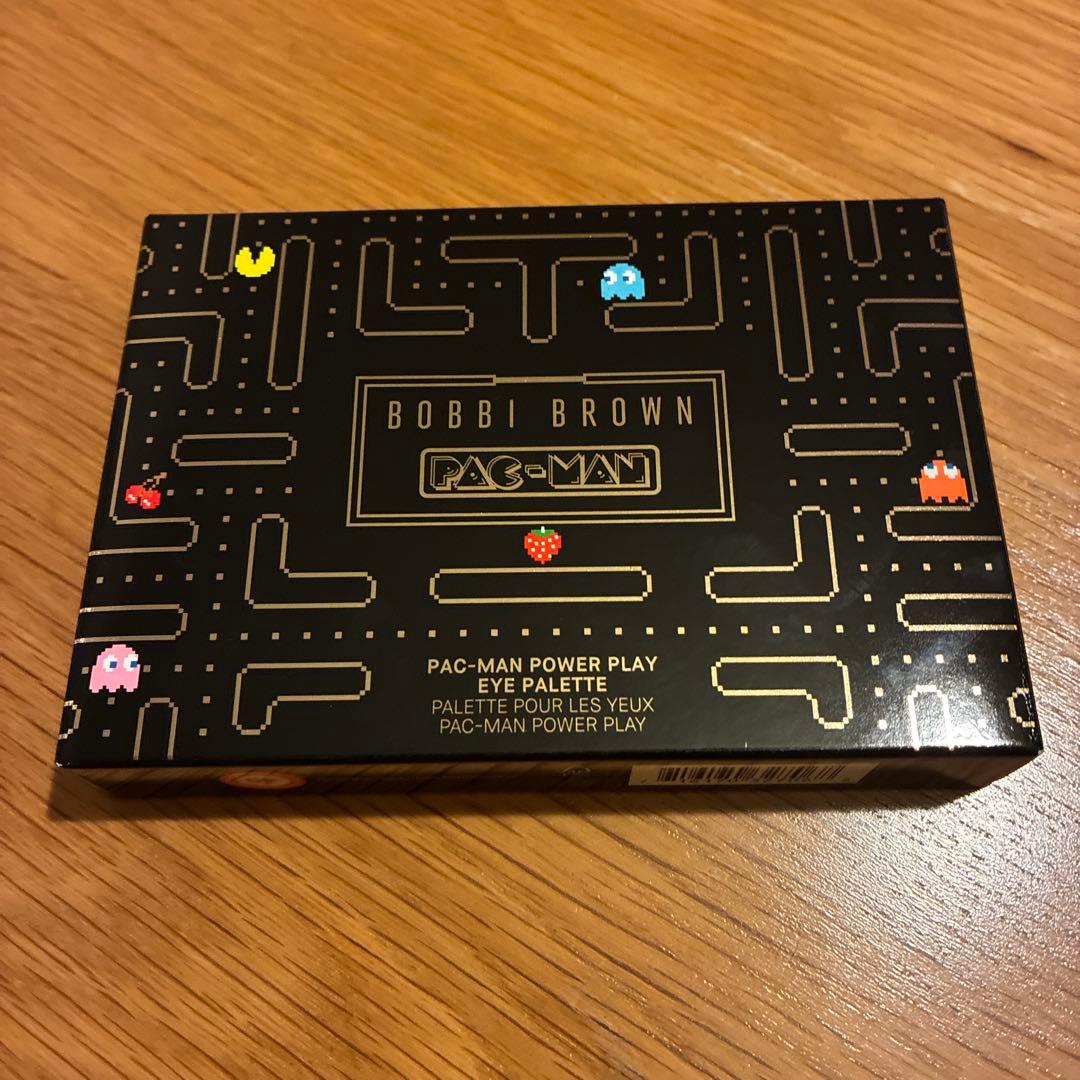 BOBBI BROWN
PAC-MAN
PAC-MAN POWER PLAY
EYE PALETTE
PALETTE POUR LES YEUX
PAC-MAN POWER PLAY